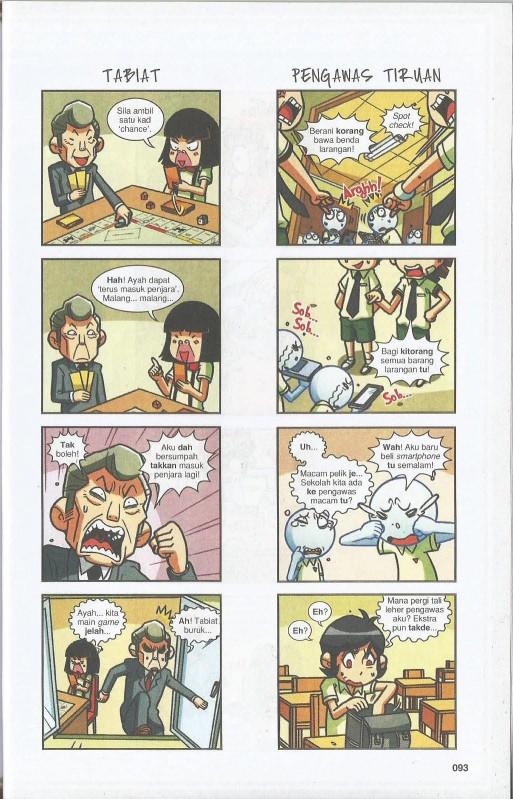 TABIAT
Sila ambil
satu kad
'chance'.
Hah! Ayah dapat
'terus masuk penjara'.
Malang... malang...
Tak
boleh!
Aku dah
bersumpah
takkan masuk
penjara lagi!
Ayah... kita
main game
jelah...
Ah! Tabiat
buruk...
PENGAWAS TIRUAN
Berani korang
bawa benda
larangan!
Spot
check!
Arghh!
Sob...
Sob...
Bagi kitorang
semua barang
larangan tu!
Sob...
Uh...
Macam pelik je...
Sekolah kita ada
ke pengawas
macam tu?
Wah! Aku baru
beli smartphone
tu semalam!
Eh?
Eh?
Mana pergi tali
leher pengawas
aku? Ekstra
pun takde...
093